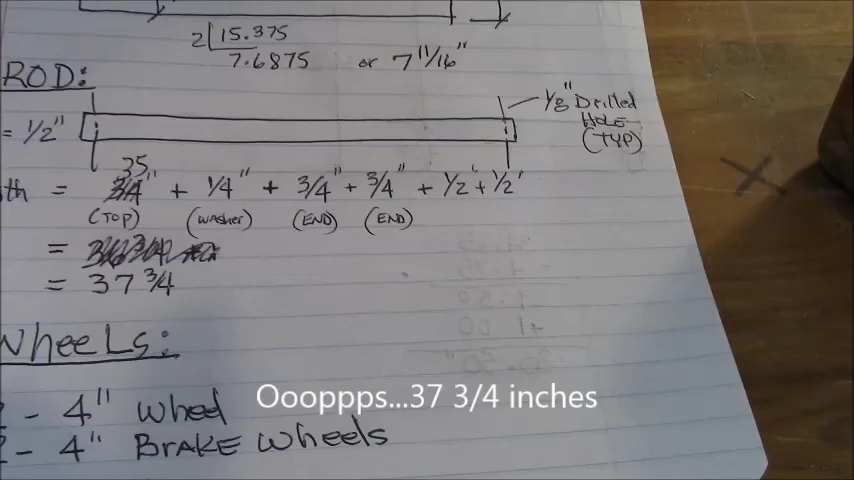 2 15.375
7.6875 or 7 11/16"
ROD:
1/8" Drilled
HOLE
(TYP)
= 1/2"
35
th = 3/4" + 1/4" + 3/4" + 3/4" + 1/2" + 1/2"
(TOP) (Washer) (END) (END)
=
= 37 3/4
Wheels:
- 4" Wheel
- 4" BRAKE Wheels
Ooopppps...37 3/4 inches